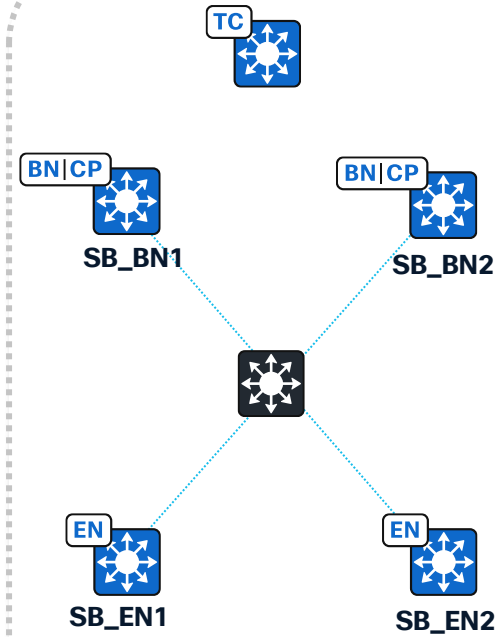 TC
BN|CP
BN|CP
SB_BN1
SB_BN2
EN
EN
SB_EN1
SB_EN2